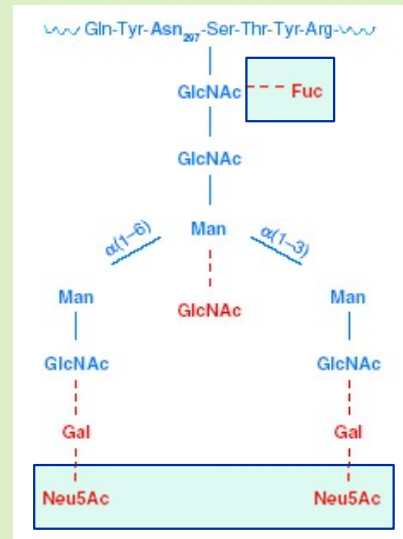 Gln-Tyr-Asn297-Ser-Thr-Tyr-Arg-
GlcNAc Fuc
GlcNAc
α(1–6) Man α(1–3)
Man GlcNAc Man
GlcNAc GlcNAc
Gal Gal
Neu5Ac Neu5Ac